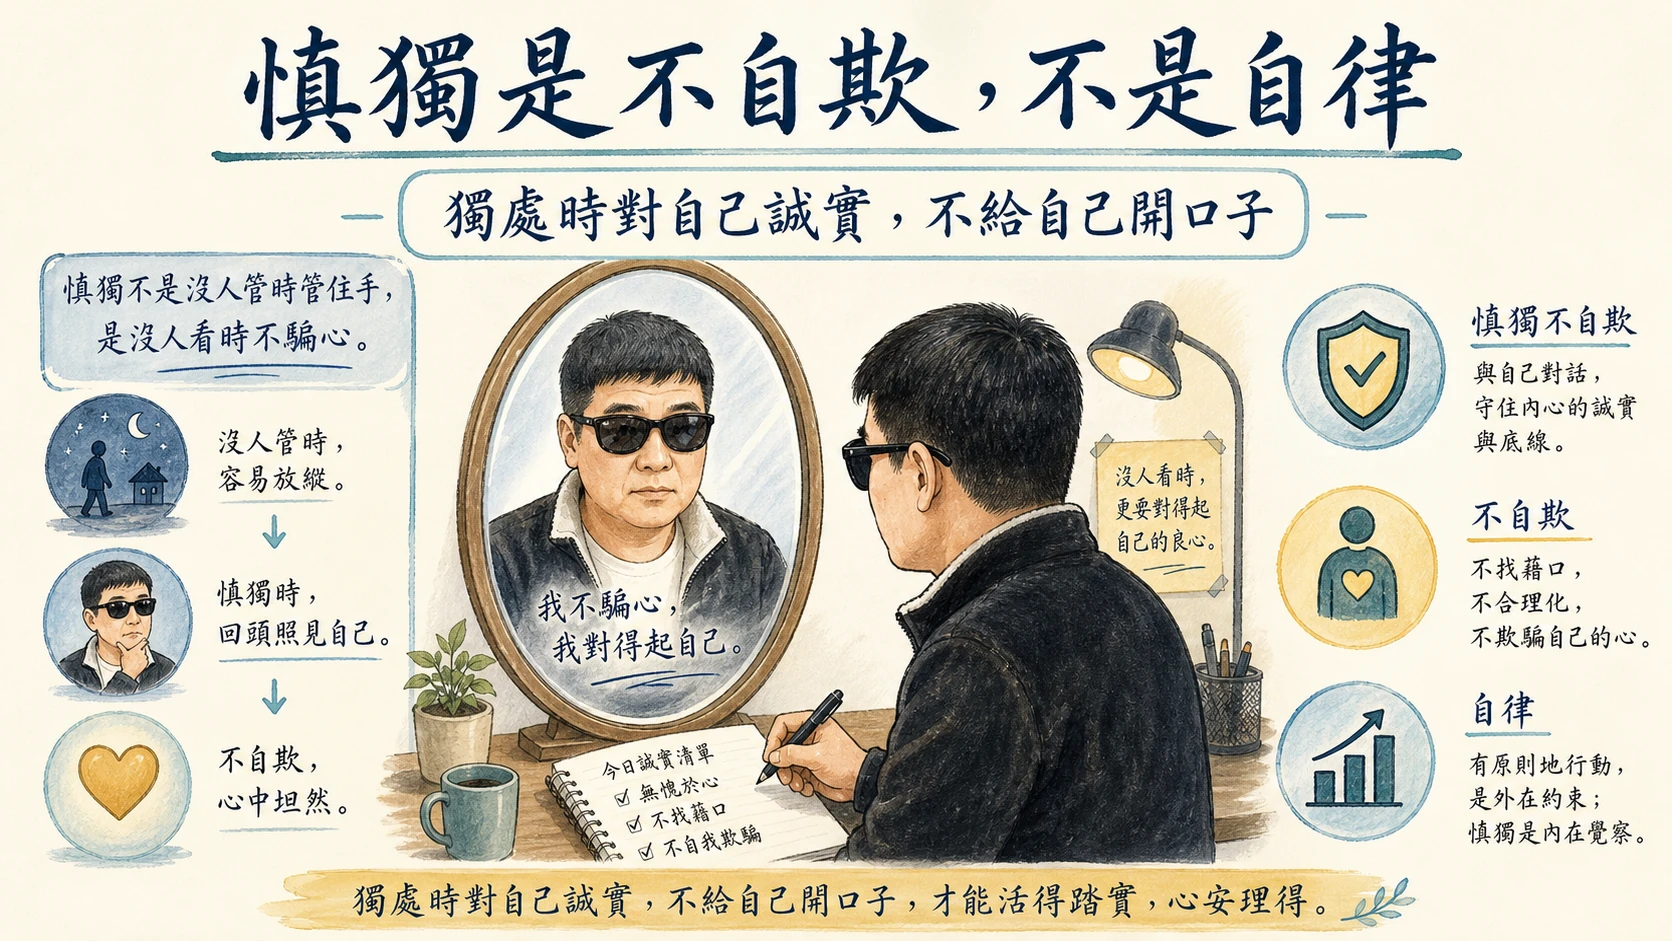 慎獨是不自欺，不是自律
獨處時對自己誠實，不給自己開口子
慎獨不是沒人管時管住手，
是沒人看時不騙心。
沒人管時，
容易放縱。
慎獨時，
回頭照見自己。
不自欺，
心中坦然。
我不騙心，
我對得起自己。
沒人看時，
更要對得起
自己的良心。
今日誠實清單
☑ 無愧於心
☑ 不找藉口
☑ 不自我欺騙
慎獨不自欺
與自己對話，
守住內心的誠實
與底線。
不自欺
不找藉口，
不合理化，
不欺騙自己的心。
自律
有原則地行動，
是外在約束；
慎獨是內在覺察。
獨處時對自己誠實，不給自己開口子，才能活得踏實，心安理得。